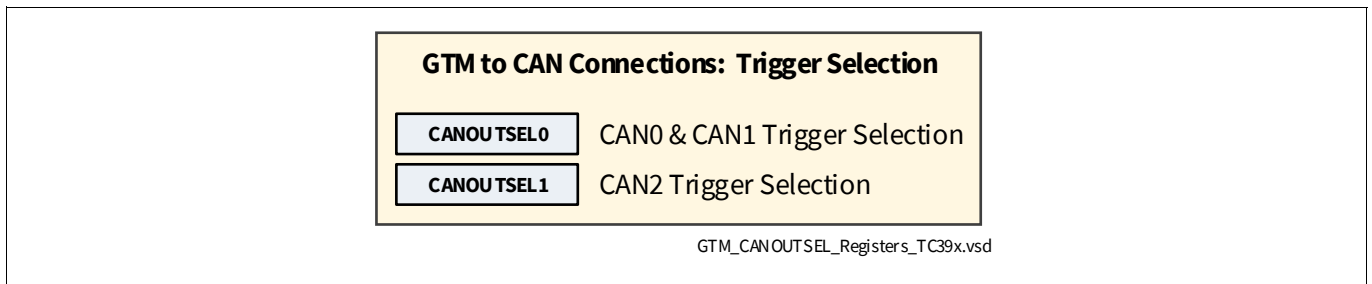 GTM to CAN Connections: Trigger Selection
CANOUTSEL0 CAN0 & CAN1 Trigger Selection
CANOUTSEL1 CAN2 Trigger Selection
GTM_CANOUTSEL_Registers_TC39x.vsd